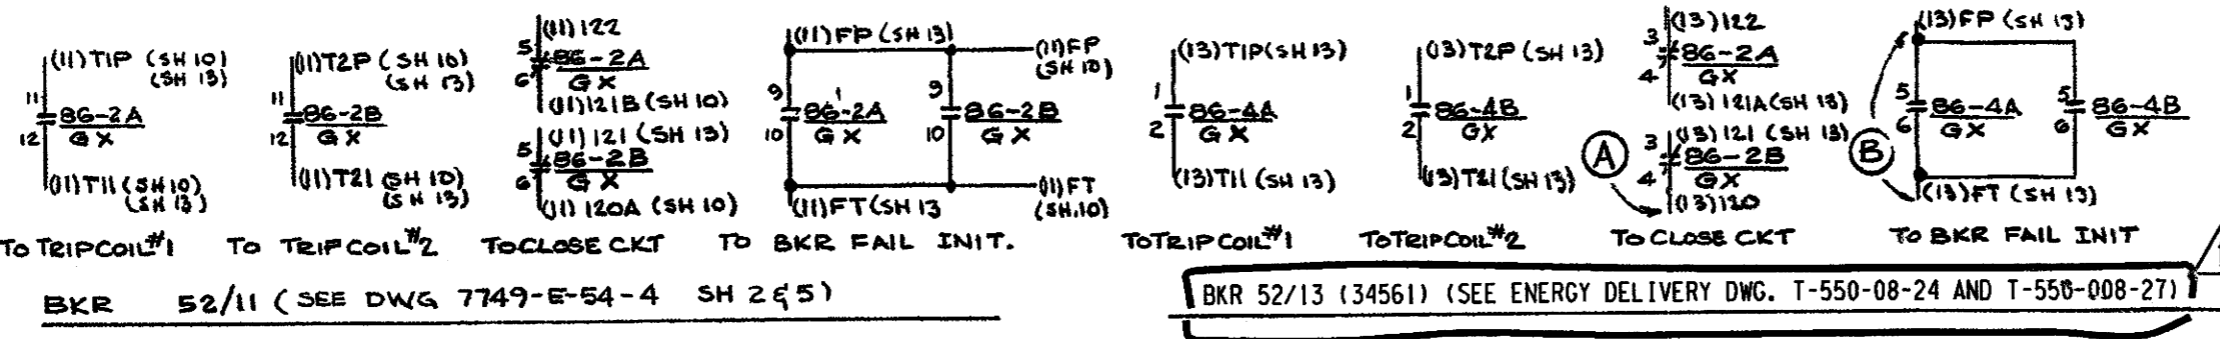 (11)T1P (SH 10)
(SH 13)
11
86-2A
12
GX
(11)T11 (SH 10)
(SH 13)
TO TRIP COIL #1
(11)T2P (SH 10)
(SH 13)
11
86-2B
12
GX
(11)T21 (SH 10)
(SH 13)
TO TRIP COIL #2
(11)122
5
86-2A
6
GX
(11)121B (SH 10)
(11)121 (SH 13)
5
86-2B
6
GX
(11)120A (SH 10)
TO CLOSE CKT
(11)FP (SH 13)
(11)FP
(SH 10)
9
86-2A
10
GX
9
86-2B
10
GX
(11)FT (SH 13
(11)FT
(SH.10)
TO BKR FAIL INIT.
BKR 52/11 (SEE DWG 7749-E-54-4 SH 2 & 5)
(13)T1P (SH 13)
1
86-4A
2
GX
(13)T11 (SH 13)
TO TRIP COIL #1
(13)T2P (SH 13)
1
86-4B
2
GX
(13)T21 (SH 13)
TO TRIP COIL #2
(13)122
3
86-2A
4
GX
(13)121A (SH 13)
A
(13)121 (SH 13)
3
86-2B
4
GX
(13)120
TO CLOSE CKT
(13)FP (SH 13)
B
5
86-4A
6
GX
5
86-4B
6
GX
(13)FT (SH 13)
TO BKR FAIL INIT
BKR 52/13 (34561) (SEE ENERGY DELIVERY DWG. T-550-08-24 AND T-550-008-27)